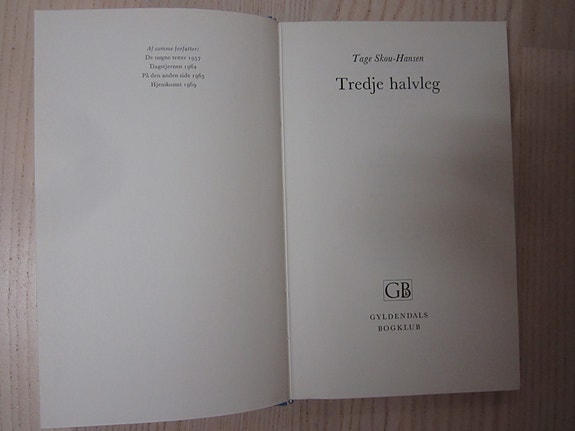 Af samme forfatter:
De nøgne træer 1957
Dagstjernen 1962
På den anden side 1965
Hjemkomst 1969
Tage Skou-Hansen
Tredje halvleg
GB
GYLDENDALS
BOGKLUB